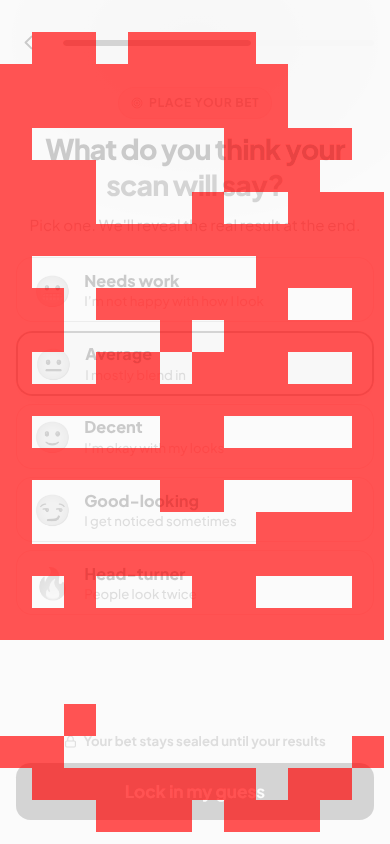 PLACE YOUR BET
What do you think your
scan will say?
Pick one. We'll reveal the real result at the end.
Needs work
I'm not happy with how I look
Average
I mostly blend in
Decent
I'm okay with my looks
Good-looking
I get noticed sometimes
Head-turner
People look twice
Your bet stays sealed until your results
Lock in my guess